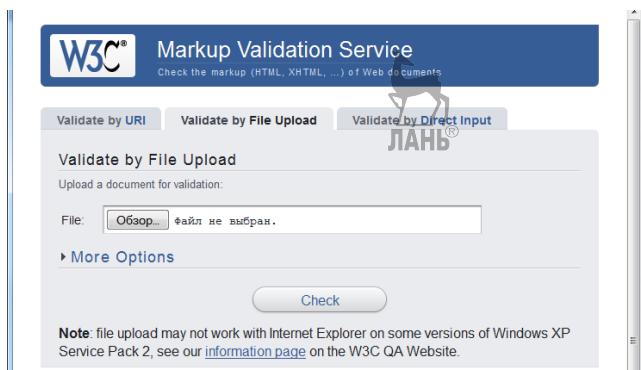 W3C® Markup Validation Service
Check the markup (HTML, XHTML, ...) of Web documents
Validate by URI Validate by File Upload Validate by Direct Input
ЛАНЬ®
Validate by File Upload
Upload a document for validation:
File: Обзор... Файл не выбран.
More Options
Check
Note: file upload may not work with Internet Explorer on some versions of Windows XP
Service Pack 2, see our information page on the W3C QA Website.